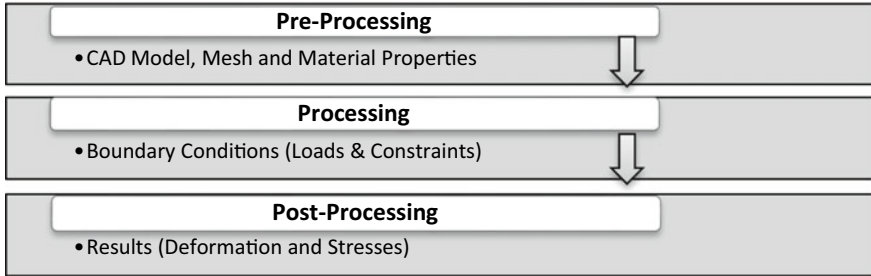 Pre-Processing
•CAD Model, Mesh and Material Properties
Processing
•Boundary Conditions (Loads & Constraints)
Post-Processing
•Results (Deformation and Stresses)